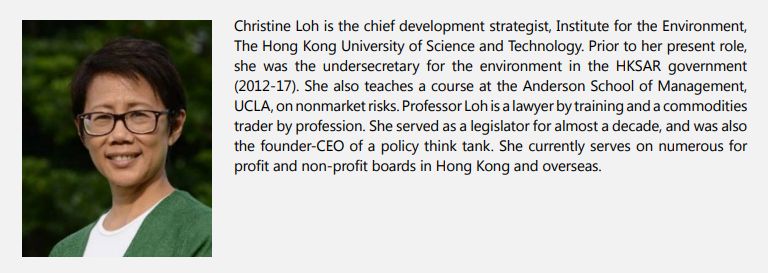 Christine Loh is the chief development strategist, Institute for the Environment,
The Hong Kong University of Science and Technology. Prior to her present role,
she was the undersecretary for the environment in the HKSAR government
(2012-17). She also teaches a course at the Anderson School of Management,
UCLA, on nonmarket risks. Professor Loh is a lawyer by training and a commodities
trader by profession. She served as a legislator for almost a decade, and was also
the founder-CEO of a policy think tank. She currently serves on numerous for
profit and non-profit boards in Hong Kong and overseas.